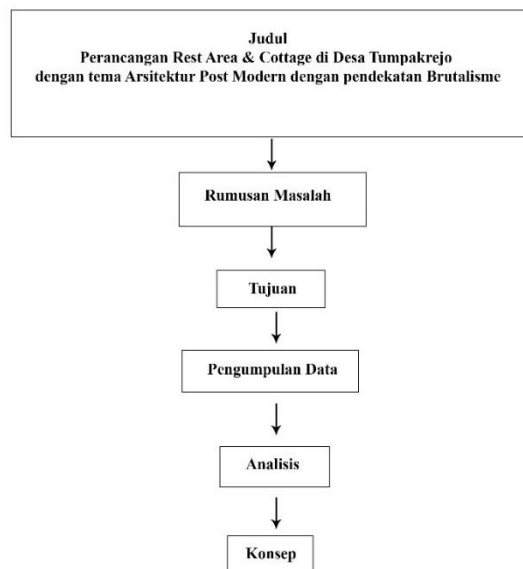 Judul
Perancangan Rest Area & Cottage di Desa Tumpakrejo
dengan tema Arsitektur Post Modern dengan pendekatan Brutalisme
Rumusan Masalah
Tujuan
Pengumpulan Data
Analisis
Konsep